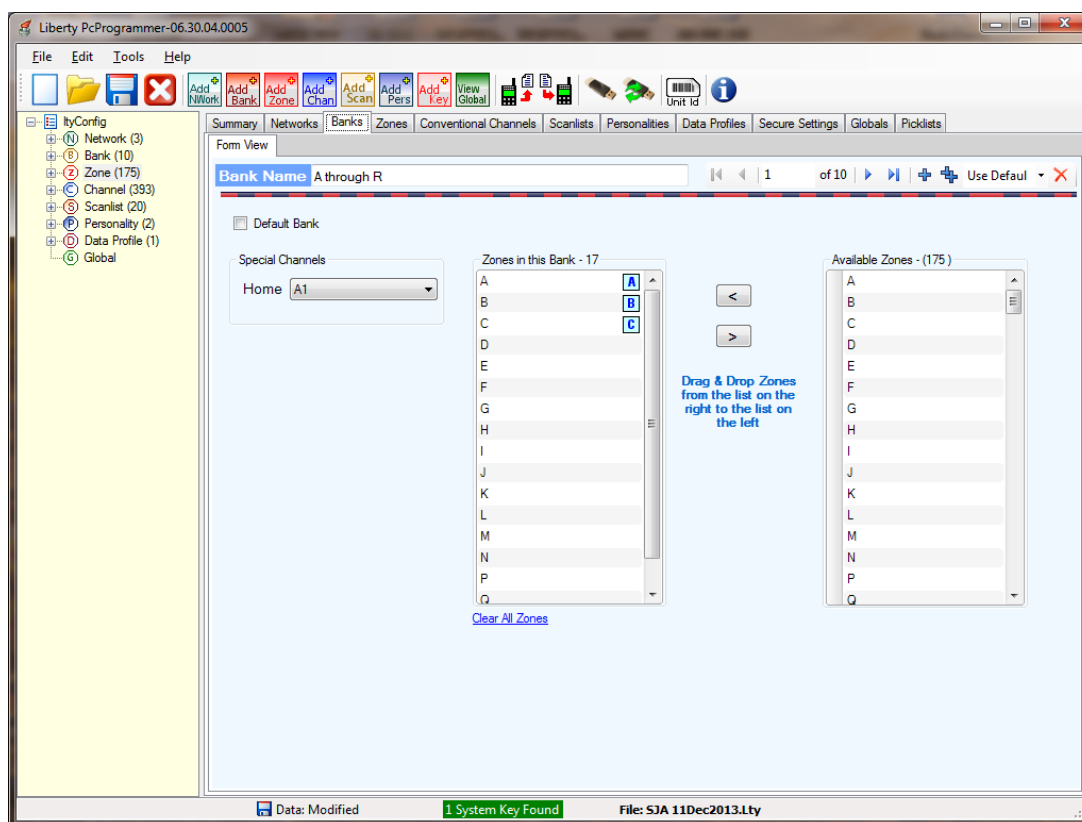 Liberty PcProgrammer-06.30.04.0005
File Edit Tools Help
Add NWork Add Bank Add Zone Add Chan Add Scan Add Pers Add Key View Global Unit Id
ltyConfig
Network (3)
Bank (10)
Zone (175)
Channel (393)
Scanlist (20)
Personality (2)
Data Profile (1)
Global
Summary Networks Banks Zones Conventional Channels Scanlists Personalities Data Profiles Secure Settings Globals Picklists
Form View
Bank Name A through R 1 of 10 Use Defaul
Default Bank
Special Channels
Home A1
Zones in this Bank - 17
A A
B B
C C
D
E
F
G
H
I
J
K
L
M
N
P
Q
Clear All Zones
<
>
Drag & Drop Zones
from the list on the
right to the list on
the left
Available Zones - (175 )
A
B
C
D
E
F
G
H
I
J
K
L
M
N
P
Q
Data: Modified 1 System Key Found File: SJA 11Dec2013.Lty